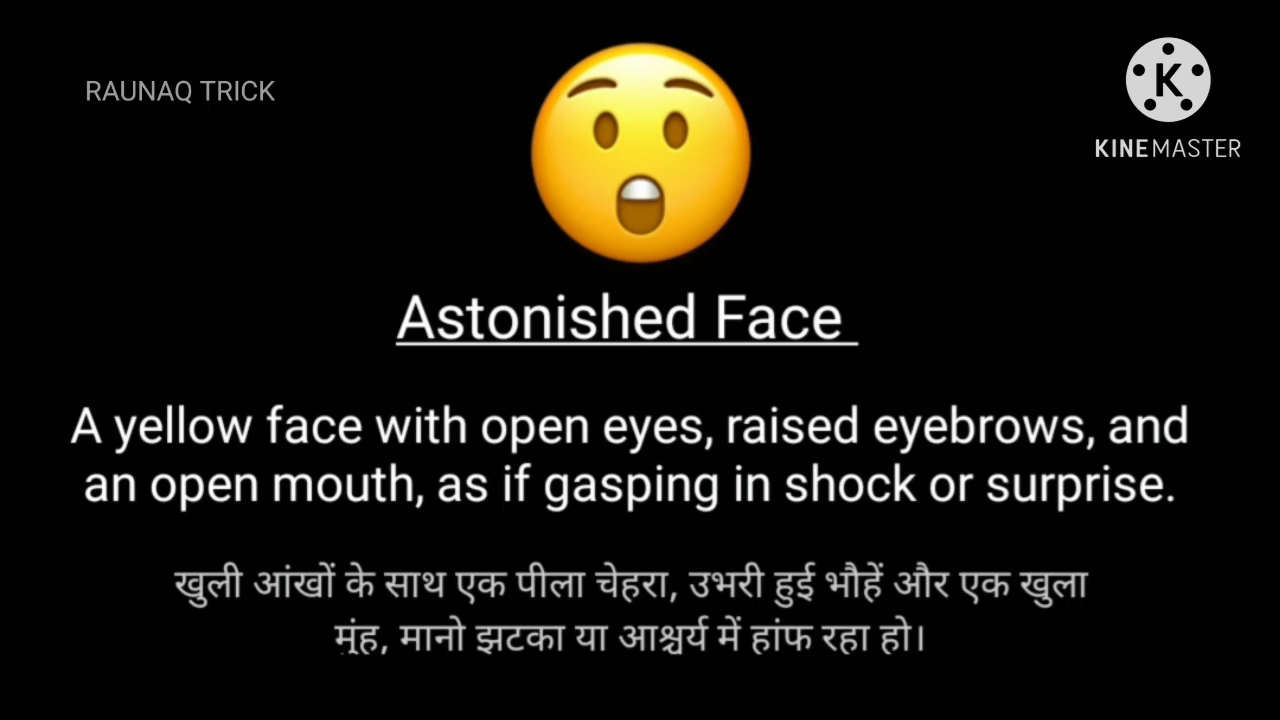 RAUNAQ TRICK
K
KINEMASTER
Astonished Face
A yellow face with open eyes, raised eyebrows, and
an open mouth, as if gasping in shock or surprise.
खुली आंखों के साथ एक पीला चेहरा, उभरी हुई भौहें और एक खुला
मुंह, मानो झटका या आश्चर्य में हांफ रहा हो।